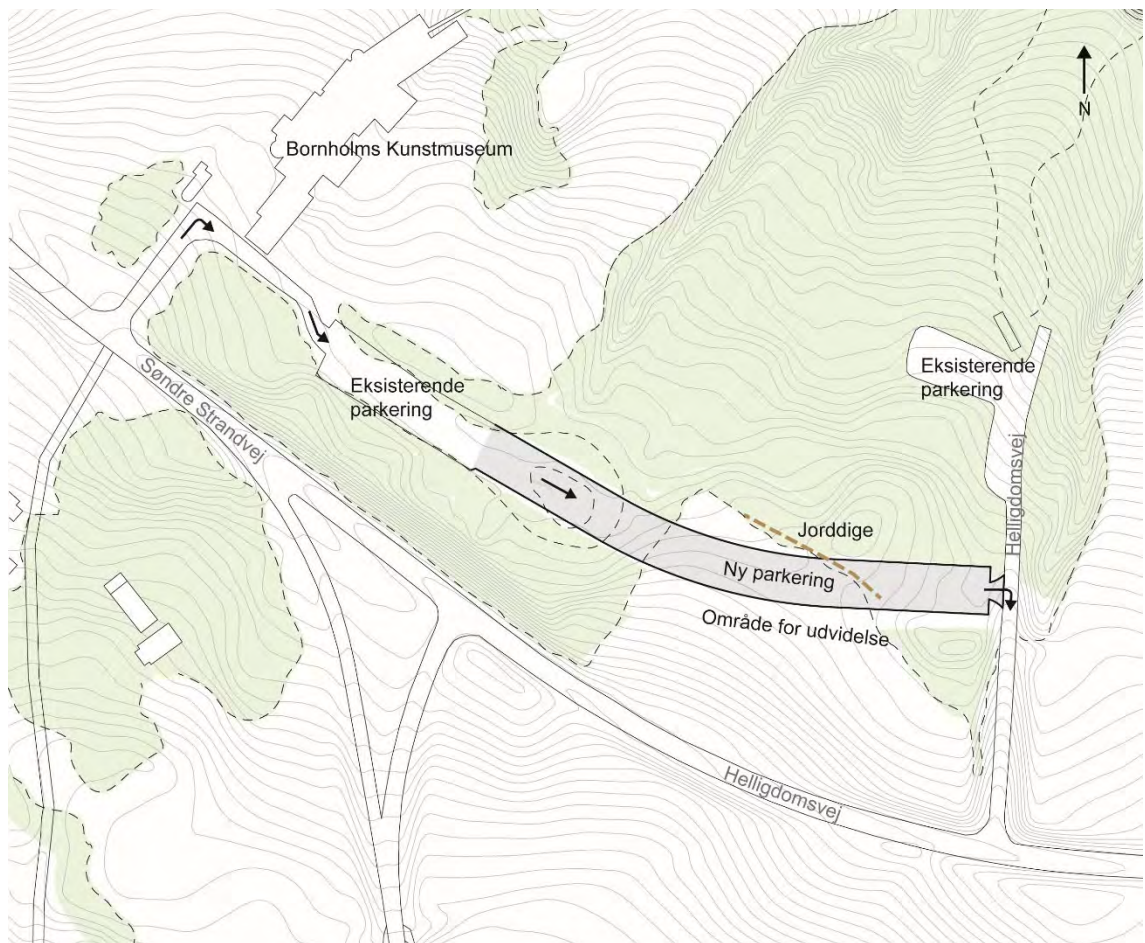 N
Bornholms Kunstmuseum
Eksisterende
parkering
Eksisterende
parkering
Søndre Strandvej
Helligdomsvej
Jorddige
Ny parkering
Område for udvidelse
Helligdomsvej